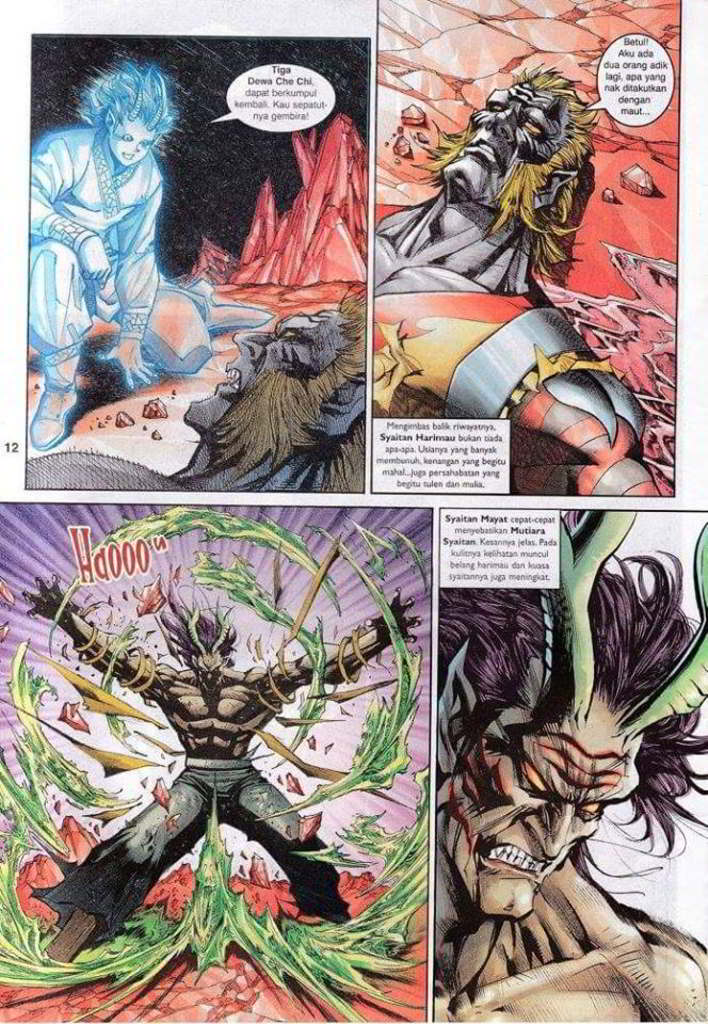 Tiga
Dewa Che Chi,
dapat berkumpul
kembali. Kau sepatut-
nya gembira!
Betul!
Aku ada
dua orang adik
lagi, apa yang
nak ditakutkan
dengan
maut...
Mengimbas balik riwayatnya,
Syaitan Harimau bukan tiada
apa-apa. Usianya yang banyak
membunuh, kenangan yang begitu
mahal...juga persahabatan yang
begitu tulen dan mulia.
12
Haooo
Syaitan Mayat cepat-cepat
menyebatikan Mutiara
Syaitan. Kesannya jelas. Pada
kulitnya kelihatan muncul
belang harimau dan kuasa
syaitannya juga meningkat.